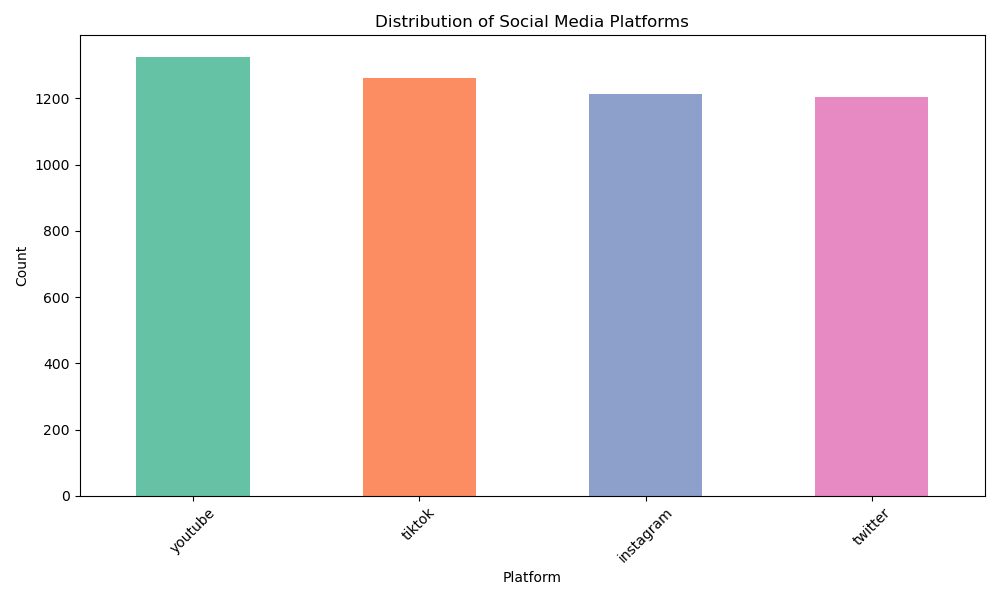 Distribution of Social Media Platforms
Count
1200
1000
800
600
400
200
0
youtube
tiktok
instagram
twitter
Platform